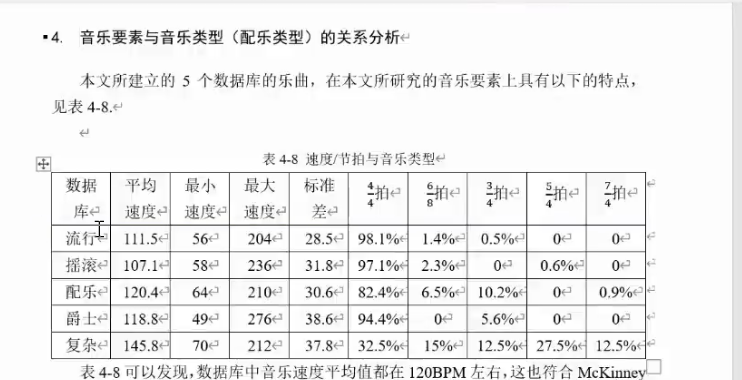 4. 音乐要素与音乐类型（配乐类型）的关系分析
本文所建立的 5 个数据库的乐曲，在本文所研究的音乐要素上具有以下的特点，
见表 4-8.
表 4-8 速度/节拍与音乐类型
数据库 平均速度 最小速度 最大速度 标准差 4/4拍 6/8拍 3/4拍 5/4拍 7/4拍
流行 111.5 56 204 28.5 98.1% 1.4% 0.5% 0 0
摇滚 107.1 58 236 31.8 97.1% 2.3% 0 0.6% 0
配乐 120.4 64 210 30.6 82.4% 6.5% 10.2% 0 0.9%
爵士 118.8 49 276 38.6 94.4% 0 5.6% 0 0
复杂 145.8 70 212 37.8 32.5% 15% 12.5% 27.5% 12.5%
表 4-8 可以发现，数据库中音乐速度平均值都在 120BPM 左右，这也符合 McKinney